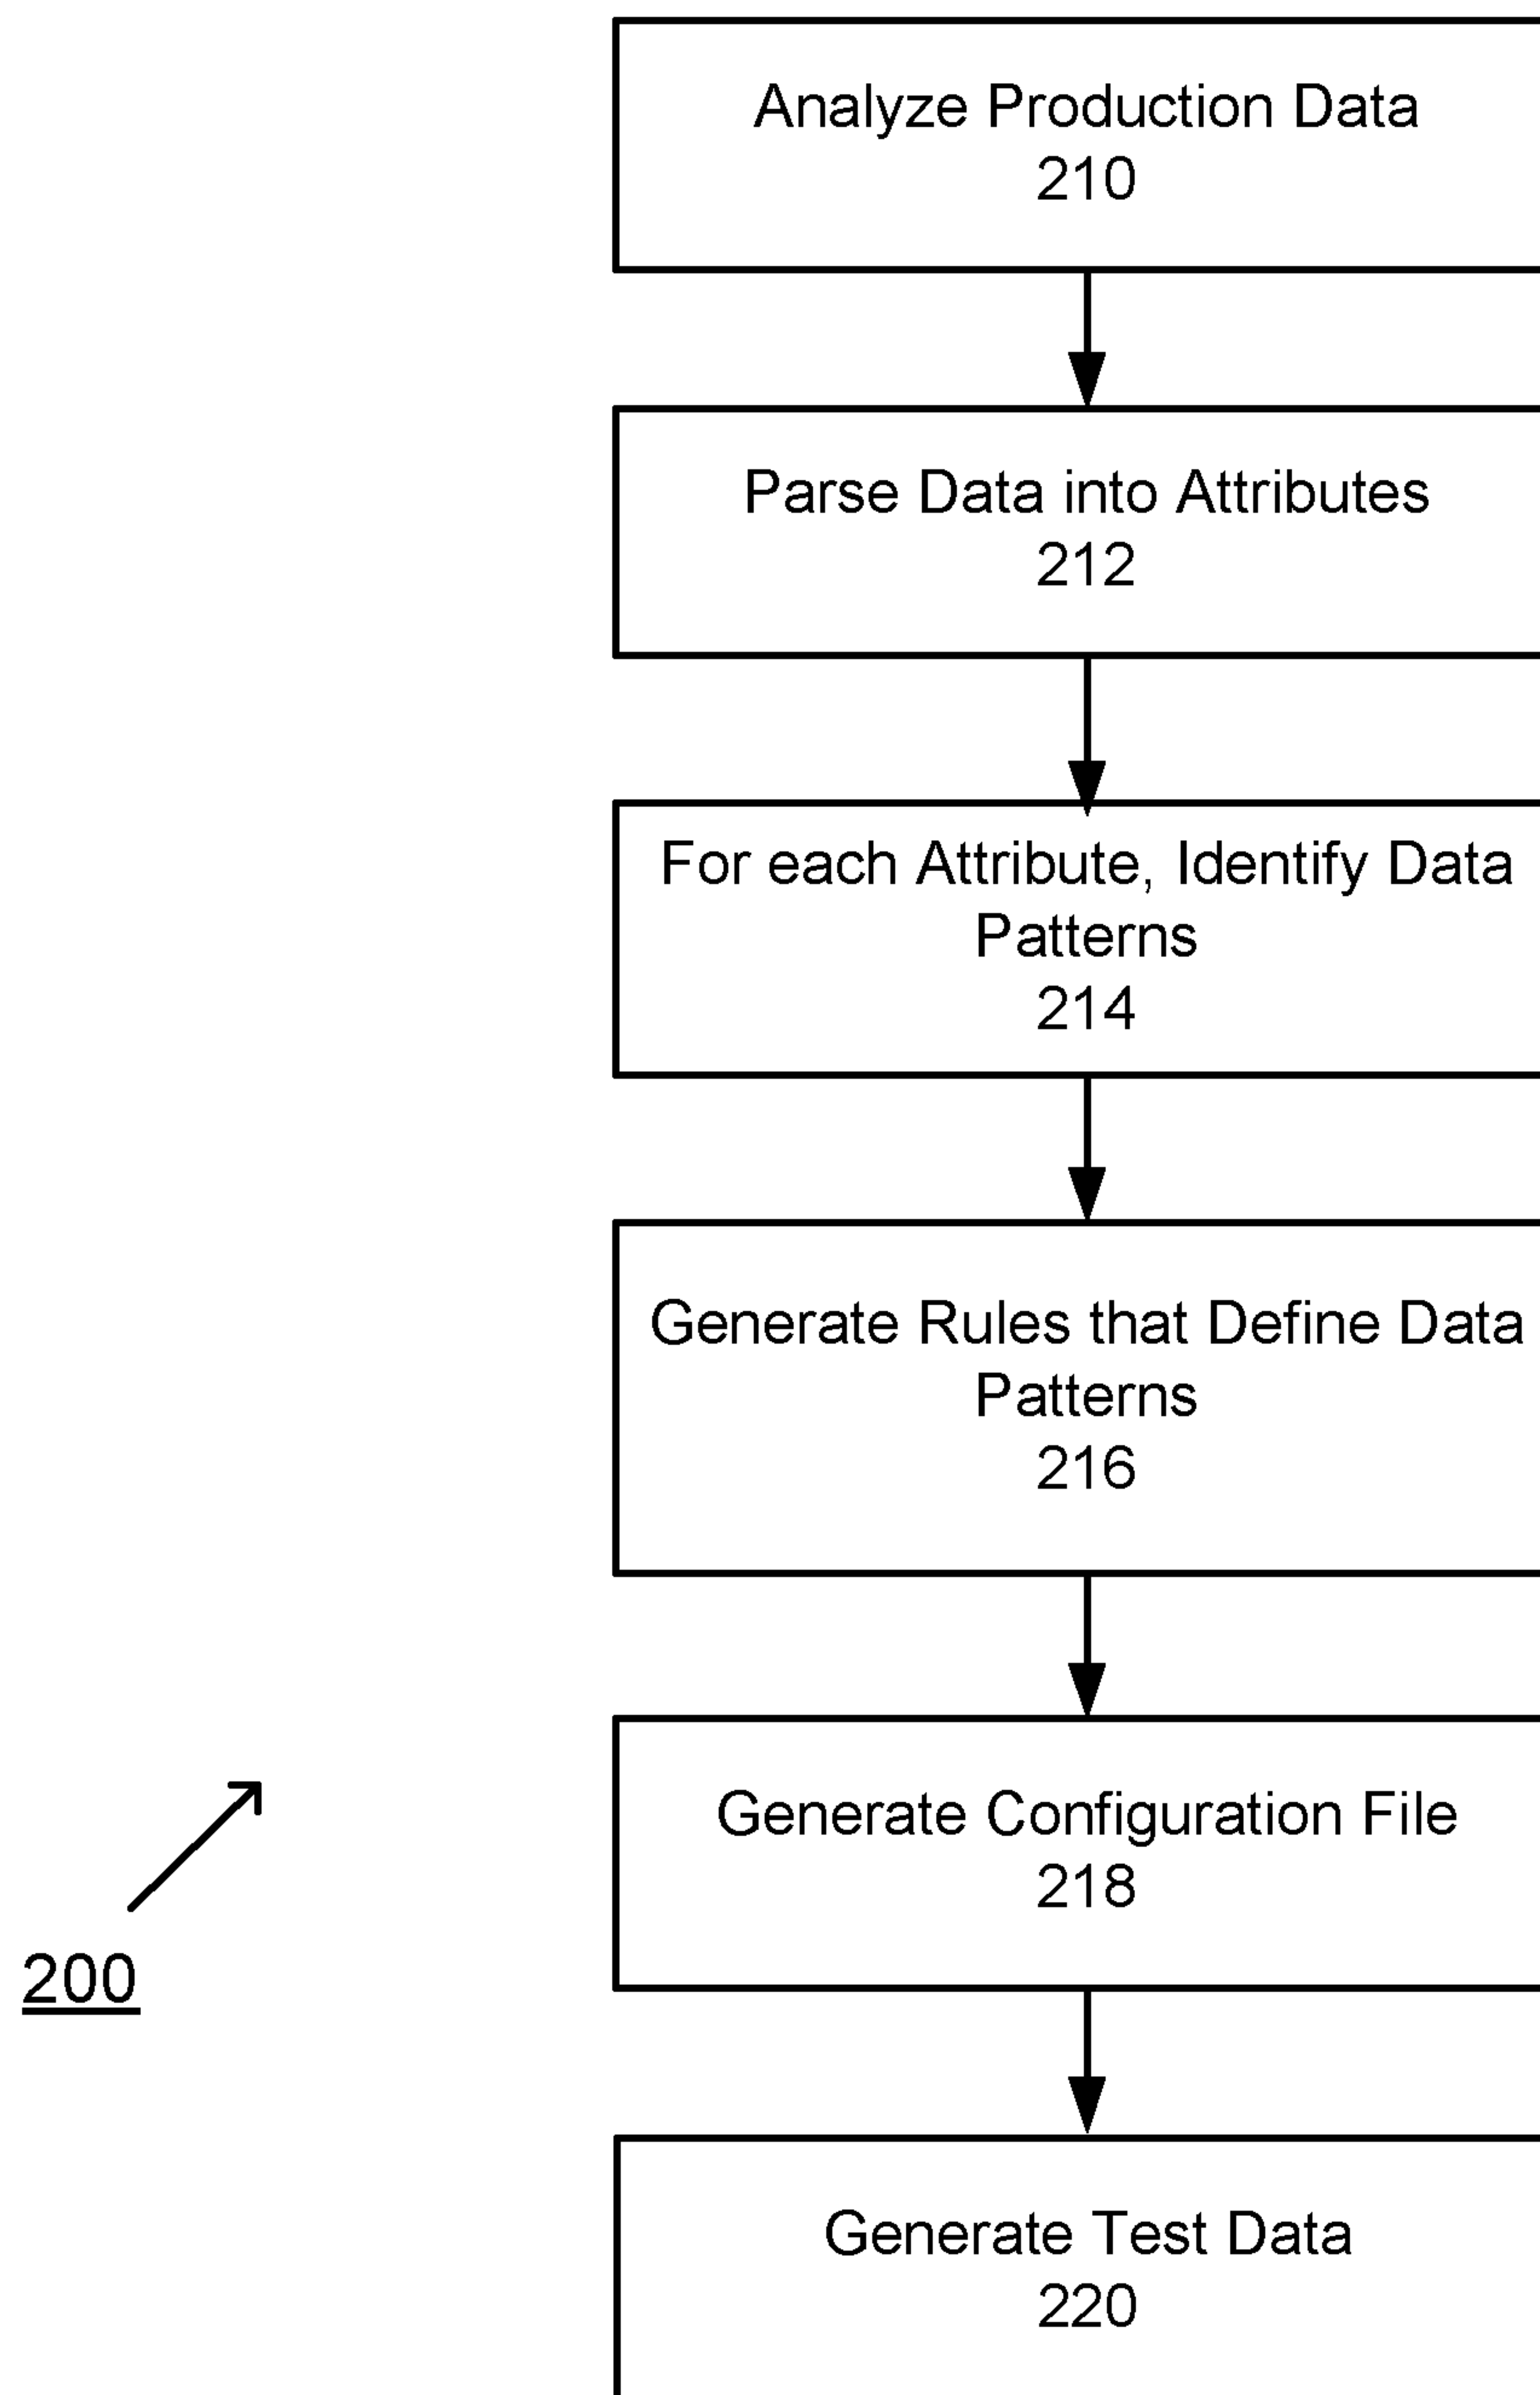 Analyze Production Data
210
Parse Data into Attributes
212
For each Attribute, Identify Data
Patterns
214
Generate Rules that Define Data
Patterns
216
Generate Configuration File
218
200
Generate Test Data
220